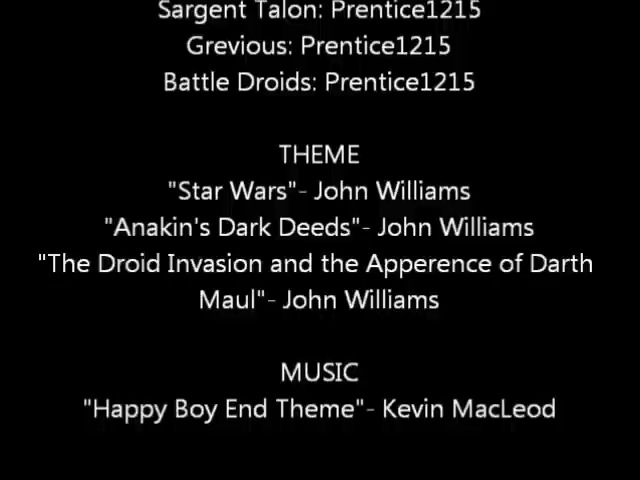 Sargent Talon: Prentice1215
Grevious: Prentice1215
Battle Droids: Prentice1215
THEME
"Star Wars"- John Williams
"Anakin's Dark Deeds"- John Williams
"The Droid Invasion and the Apperence of Darth
Maul"- John Williams
MUSIC
"Happy Boy End Theme"- Kevin MacLeod